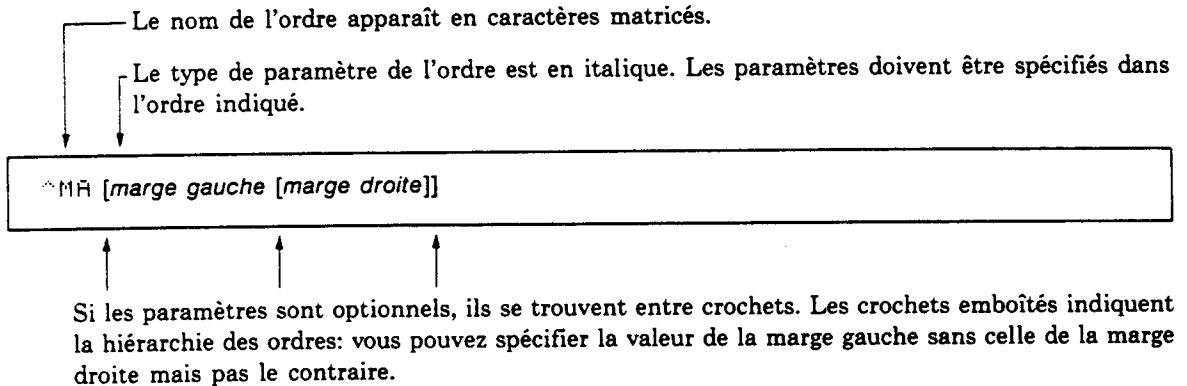 Le nom de l'ordre apparaît en caractères matricés.
Le type de paramètre de l'ordre est en italique. Les paramètres doivent être spécifiés dans
l'ordre indiqué.
^MA [marge gauche [marge droite]]
Si les paramètres sont optionnels, ils se trouvent entre crochets. Les crochets emboîtés indiquent
la hiérarchie des ordres: vous pouvez spécifier la valeur de la marge gauche sans celle de la marge
droite mais pas le contraire.